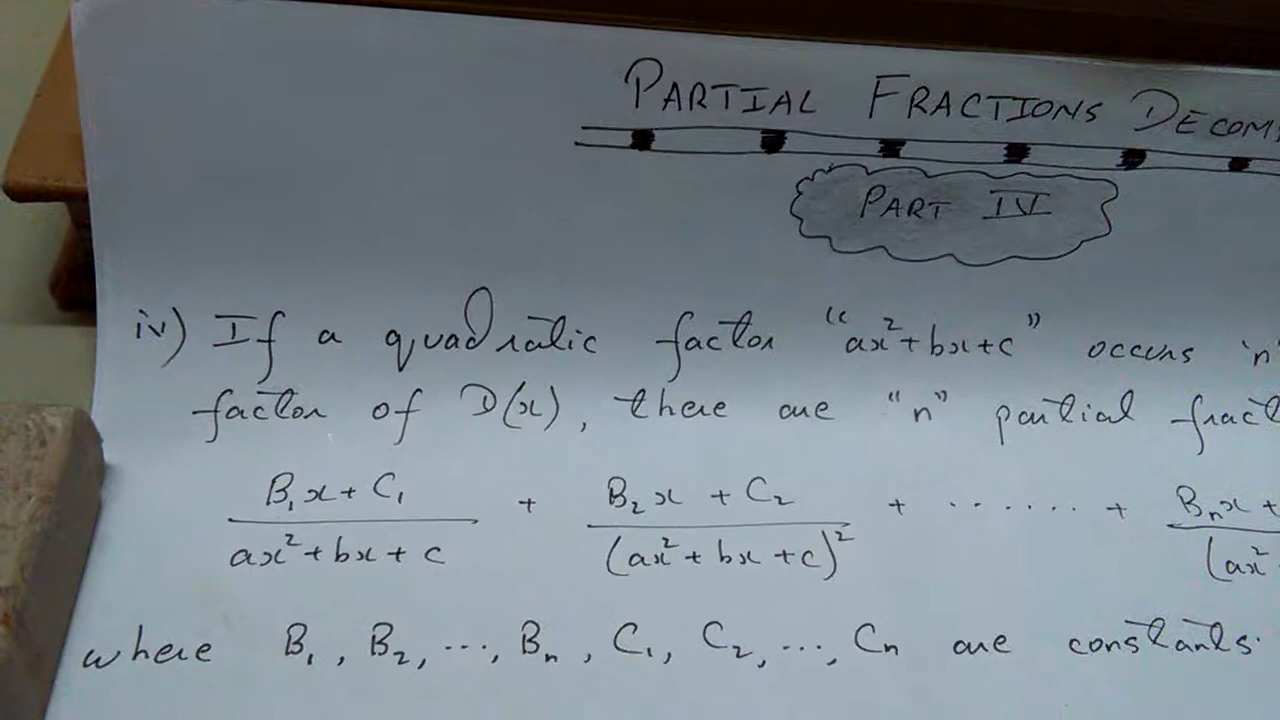 PARTIAL FRACTIONS DECOM
PART IV
iv) If a quadratic factor "ax²+bx+c" occurs 'n'
factor of D(x), there are "n" partial fract
B₁x + C₁ / ax²+bx+c + B₂x + C₂ / (ax²+bx+c)² + ...... + Bₙx + / (ax²
where B₁, B₂, ..., Bₙ, C₁, C₂, ..., Cₙ are constants.